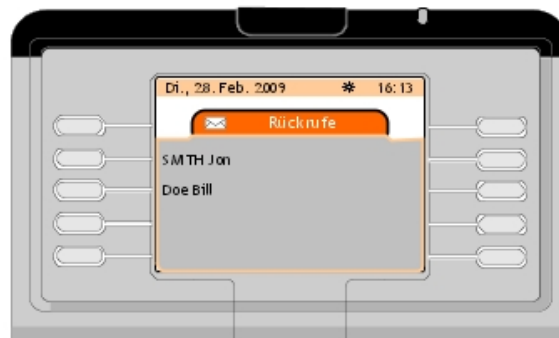 Di., 28. Feb. 2009 16:13
Rückrufe
SMITH Jon
Doe Bill